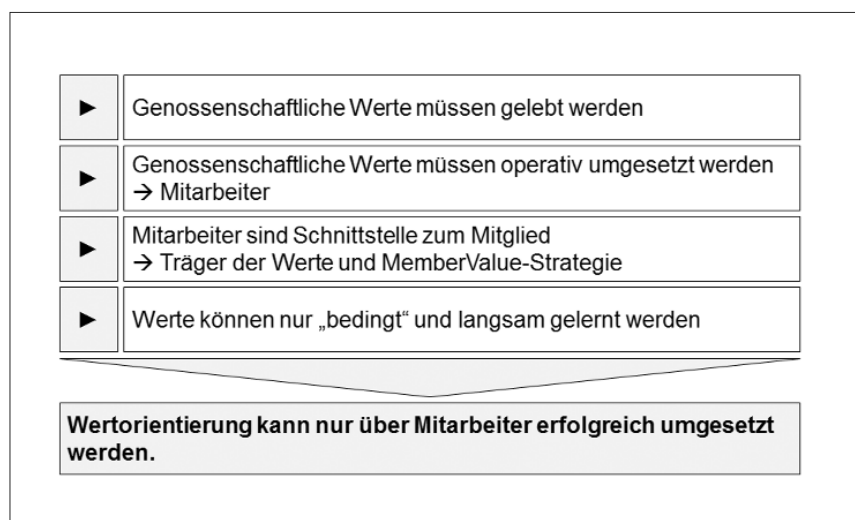 ► Genossenschaftliche Werte müssen gelebt werden
► Genossenschaftliche Werte müssen operativ umgesetzt werden
→ Mitarbeiter
► Mitarbeiter sind Schnittstelle zum Mitglied
→ Träger der Werte und MemberValue-Strategie
► Werte können nur „bedingt“ und langsam gelernt werden
Wertorientierung kann nur über Mitarbeiter erfolgreich umgesetzt
werden.